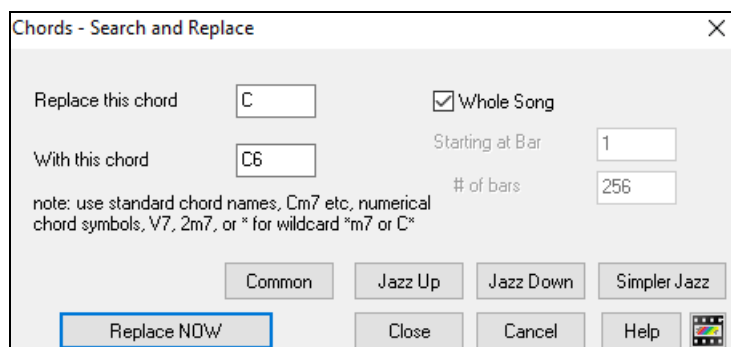 Chords - Search and Replace
Replace this chord C
Whole Song
With this chord C6
Starting at Bar 1
# of bars 256
note: use standard chord names, Cm7 etc, numerical
chord symbols, V7, 2m7, or * for wildcard *m7 or C*
Common Jazz Up Jazz Down Simpler Jazz
Replace NOW Close Cancel Help